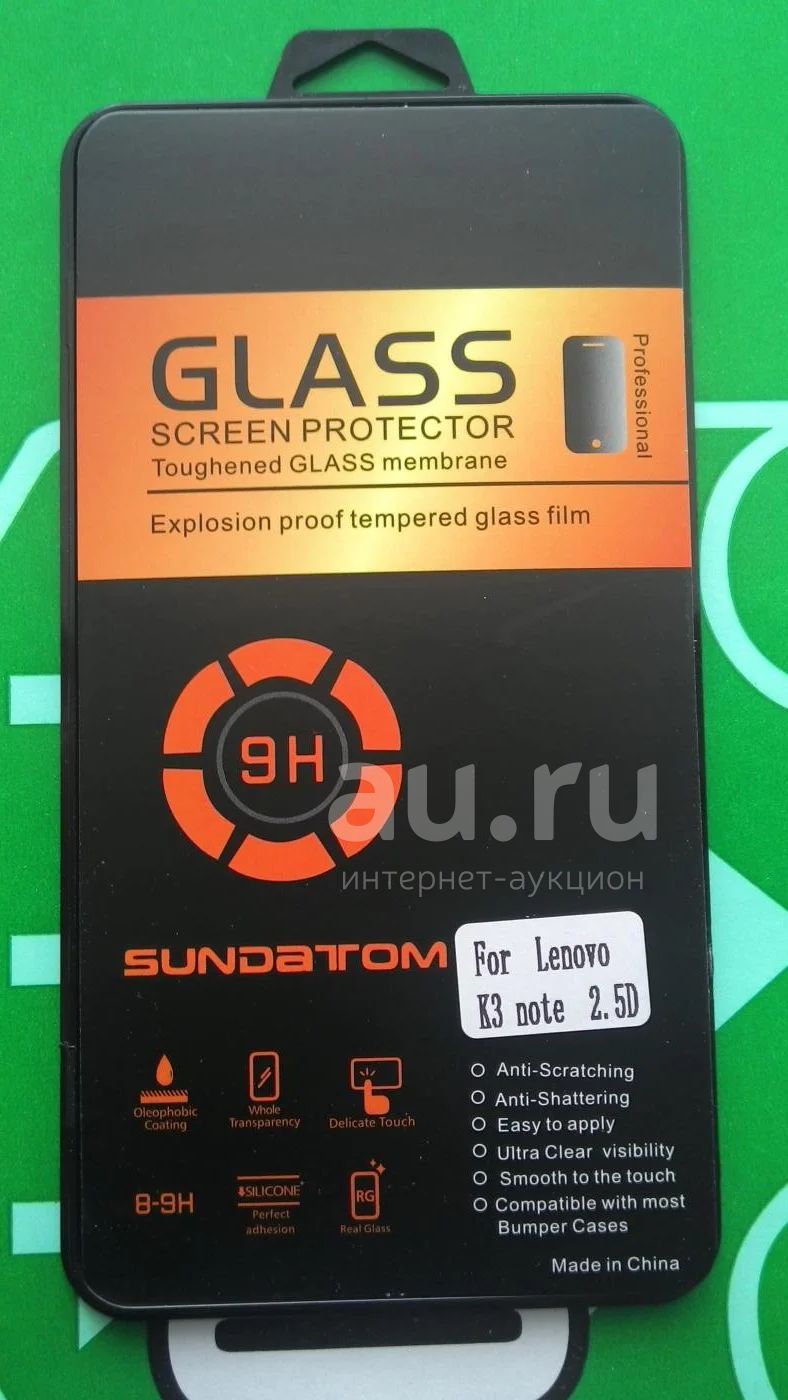 GLASS
SCREEN PROTECTOR
Toughened GLASS membrane
Professional
Explosion proof tempered glass film
9H
au.ru
интернет-аукцион
SUNDATOM
For Lenovo
K3 note 2.5D
Oleophobic
Coating
Whole
Transparency
Delicate Touch
8-9H
SILICONE
Perfect
adhesion
RG
Real Glass
Anti-Scratching
Anti-Shattering
Easy to apply
Ultra Clear visibility
Smooth to the touch
Compatible with most
Bumper Cases
Made in China